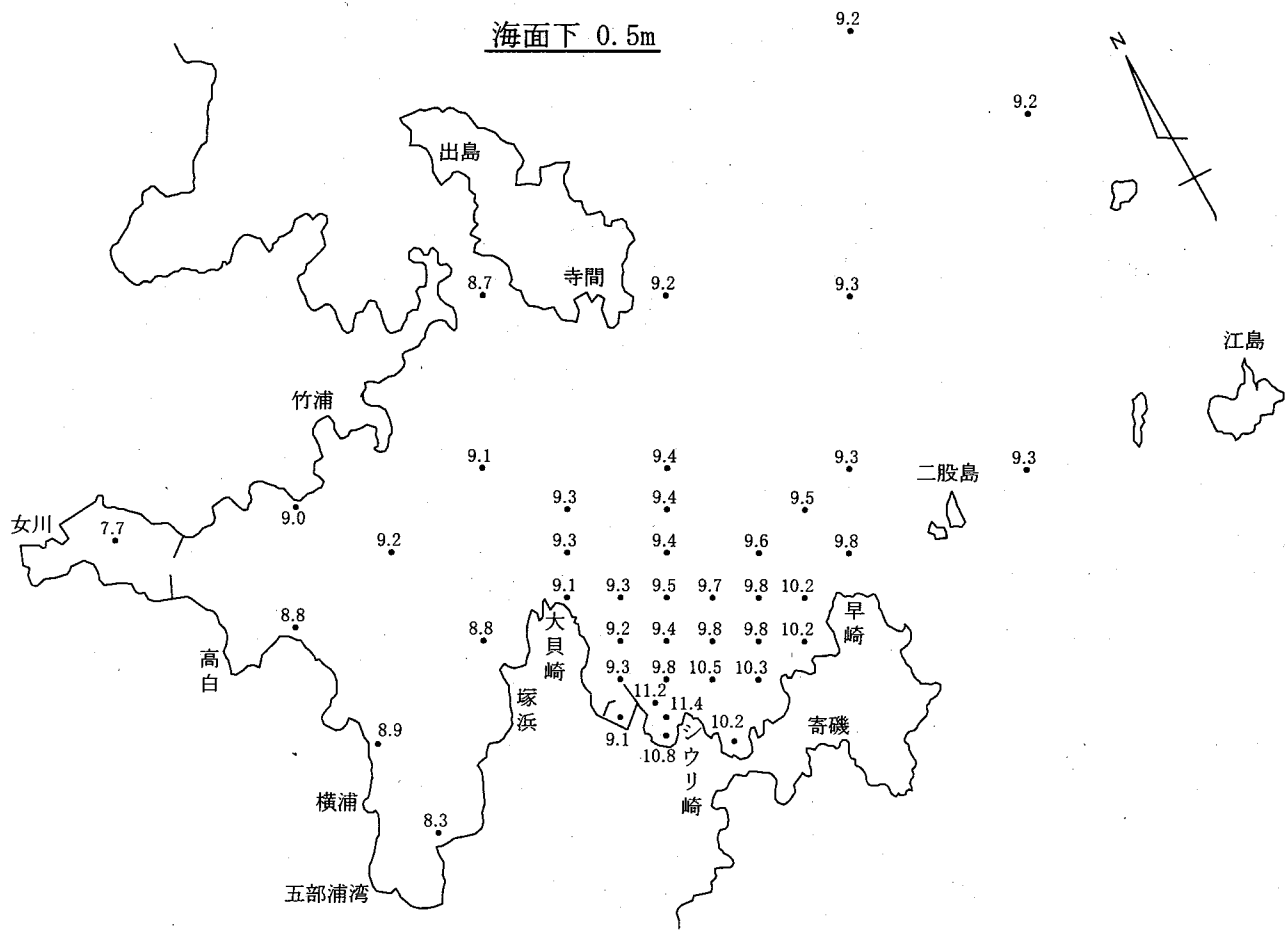 海面下 0.5m
9.2
N
9.2
出島
寺間
8.7
9.2
9.3
江島
竹浦
9.1
9.4
9.3
二股島
9.3
9.3
9.4
9.5
女川
7.7
9.0
9.2
9.3
9.4
9.6
9.8
9.1
9.3
9.5
9.7
9.8
10.2
大貝崎
早崎
8.8
8.8
9.2
9.4
9.8
9.8
10.2
高白
9.3
9.8
10.5
10.3
塚浜
11.2
11.4
寄磯
8.9
9.1
10.8
シウリ崎
10.2
横浦
8.3
五部浦湾